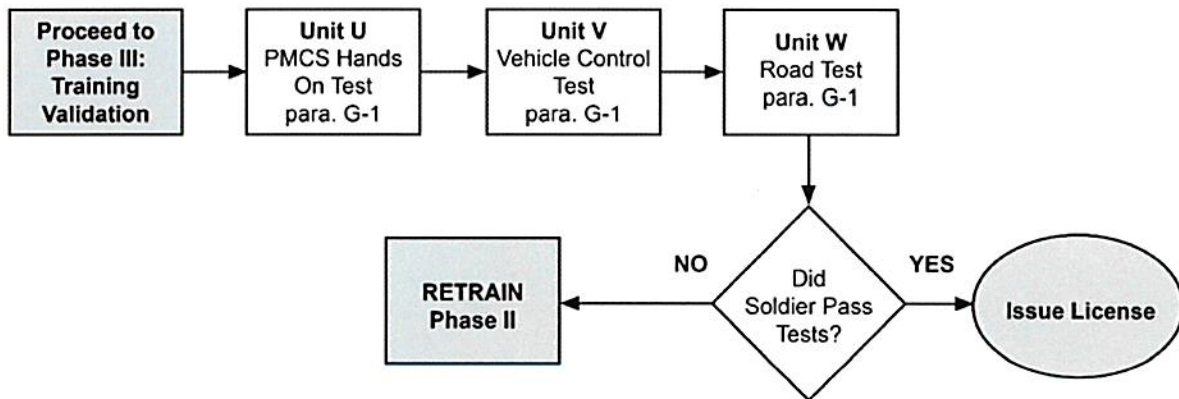 Proceed to
Phase III:
Training
Validation
Unit U
PMCS Hands
On Test
para. G-1
Unit V
Vehicle Control
Test
para. G-1
Unit W
Road Test
para. G-1
NO
YES
RETRAIN
Phase II
Did
Soldier Pass
Tests?
Issue License